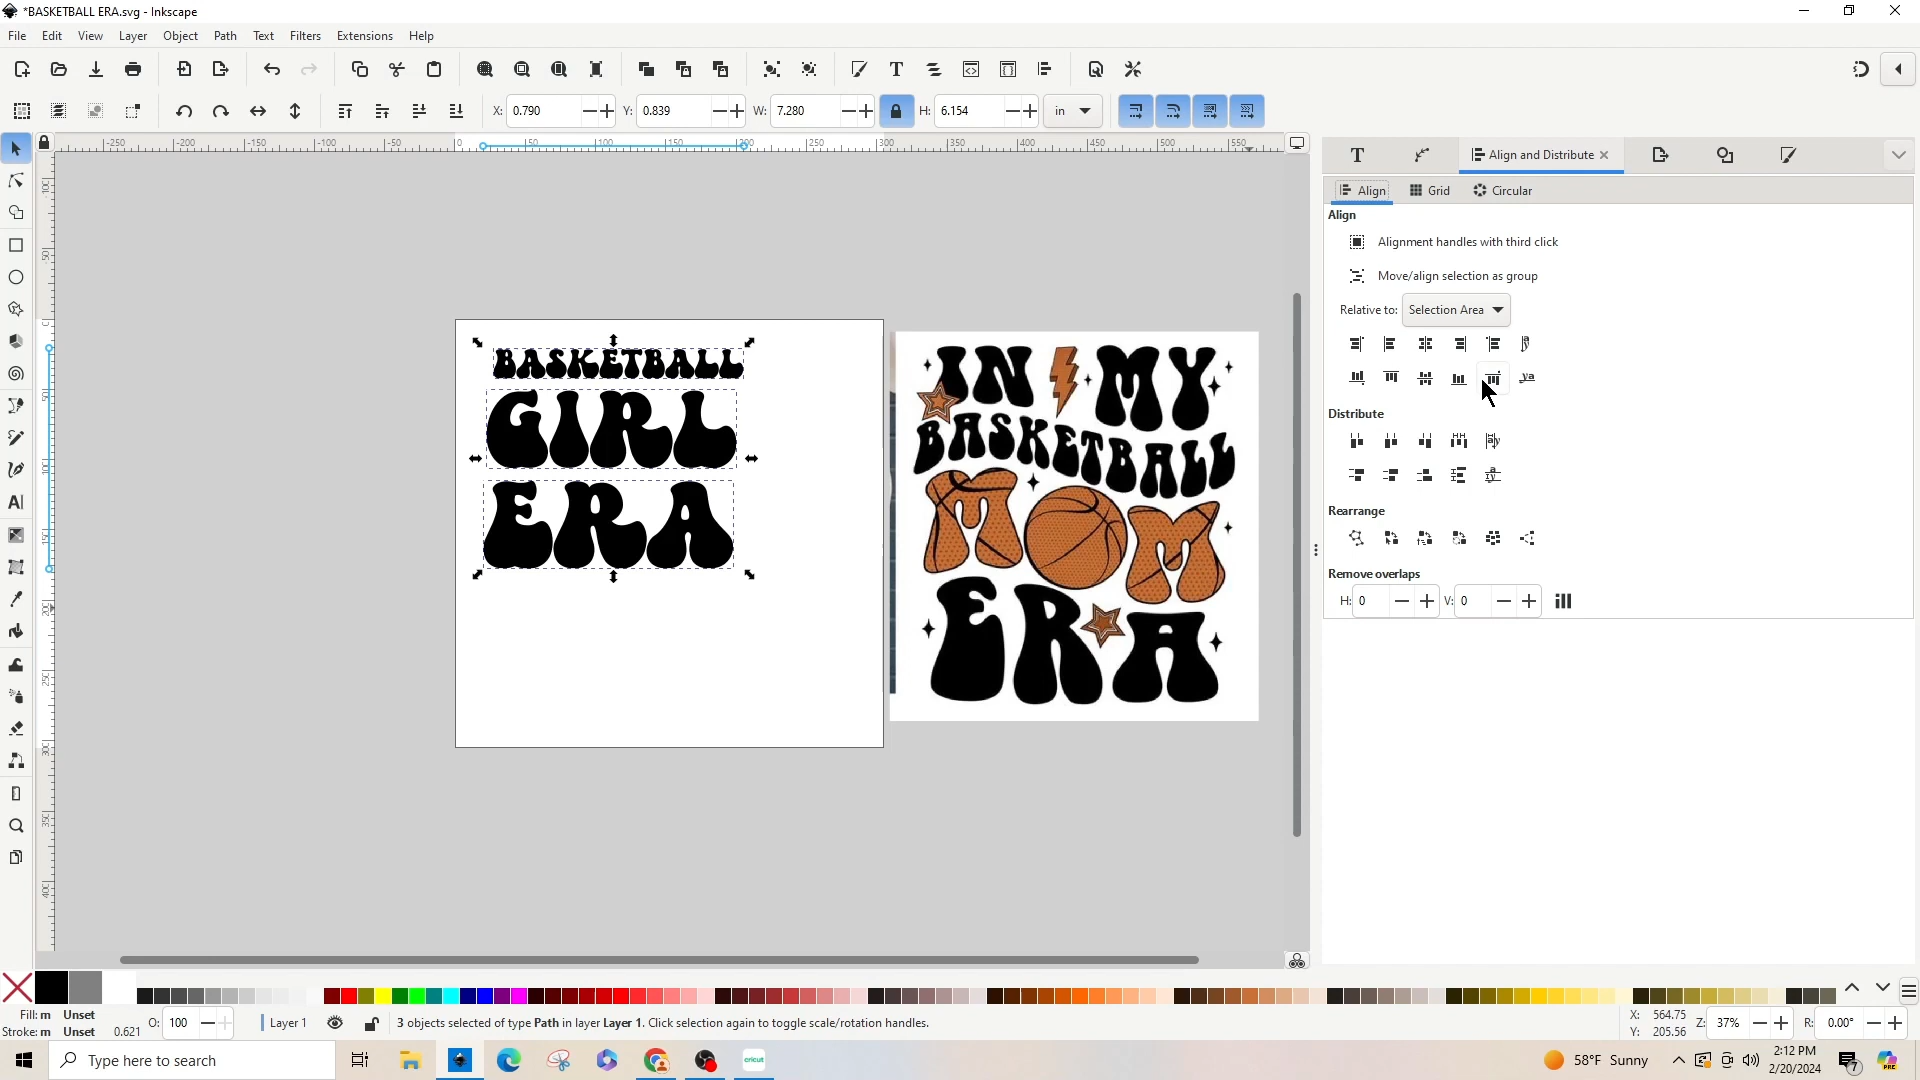 *BASKETBALL ERA.svg - Inkscape
File Edit View Layer Object Path Text Filters Extensions Help
X: 0.790 Y: 0.839 W: 7.280 H: 6.154 in
Align and Distribute
Align Grid Circular
Align
Alignment handles with third click
Move/align selection as group
Relative to: Selection Area
Distribute
Rearrange
Remove overlaps
H: 0 V: 0
BASKETBALL
GIRL
ERA
IN MY
BASKETBALL
MOM
ERA
Fill: m Unset
Stroke: m Unset 0.621
O: 100
Layer 1
3 objects selected of type Path in layer Layer 1. Click selection again to toggle scale/rotation handles.
X: 564.75
Y: 205.56
Z: 37%
R: 0.00°
Type here to search
cricut
58°F Sunny
2:12 PM
2/20/2024
7
PRE